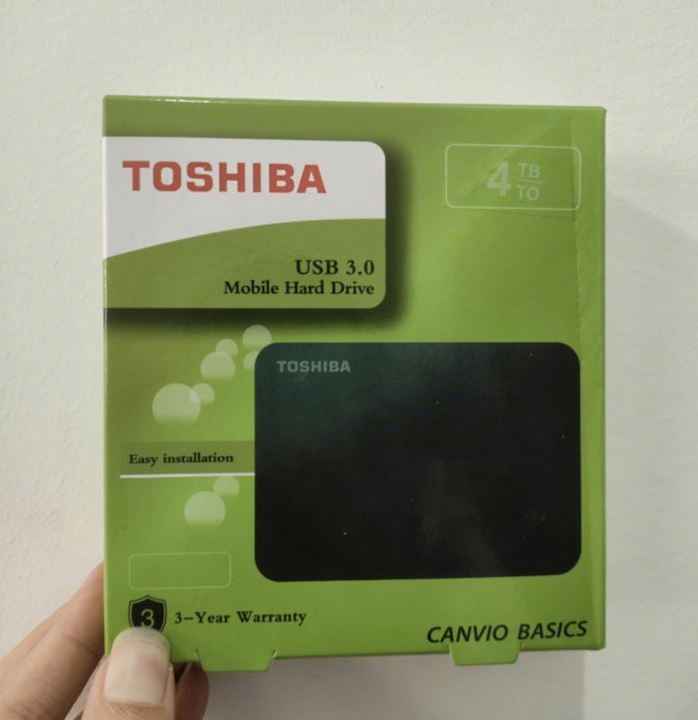 TOSHIBA
4 TB
TO
USB 3.0
Mobile Hard Drive
TOSHIBA
Easy installation
3
3-Year Warranty
CANVIO BASICS